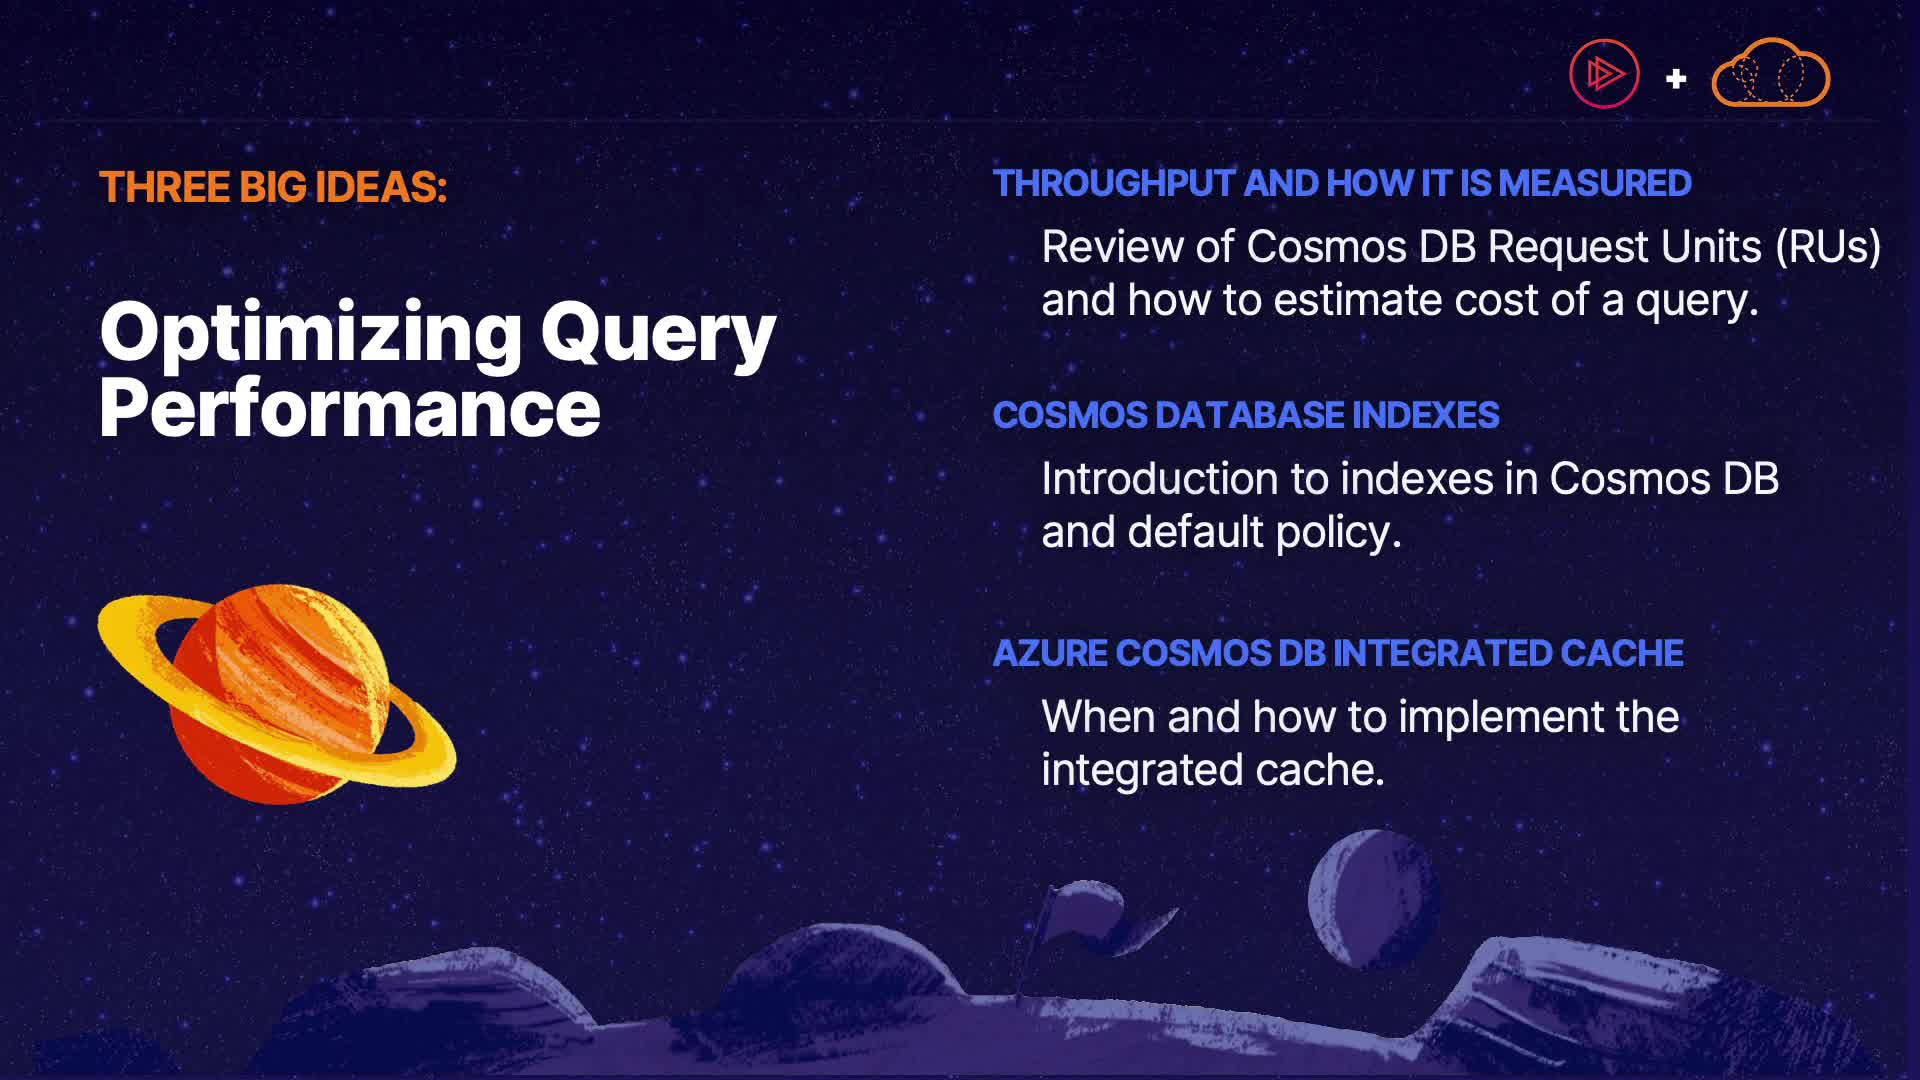 THREE BIG IDEAS:
Optimizing Query
Performance
THROUGHPUT AND HOW IT IS MEASURED
Review of Cosmos DB Request Units (RUs)
and how to estimate cost of a query.
COSMOS DATABASE INDEXES
Introduction to indexes in Cosmos DB
and default policy.
AZURE COSMOS DB INTEGRATED CACHE
When and how to implement the
integrated cache.